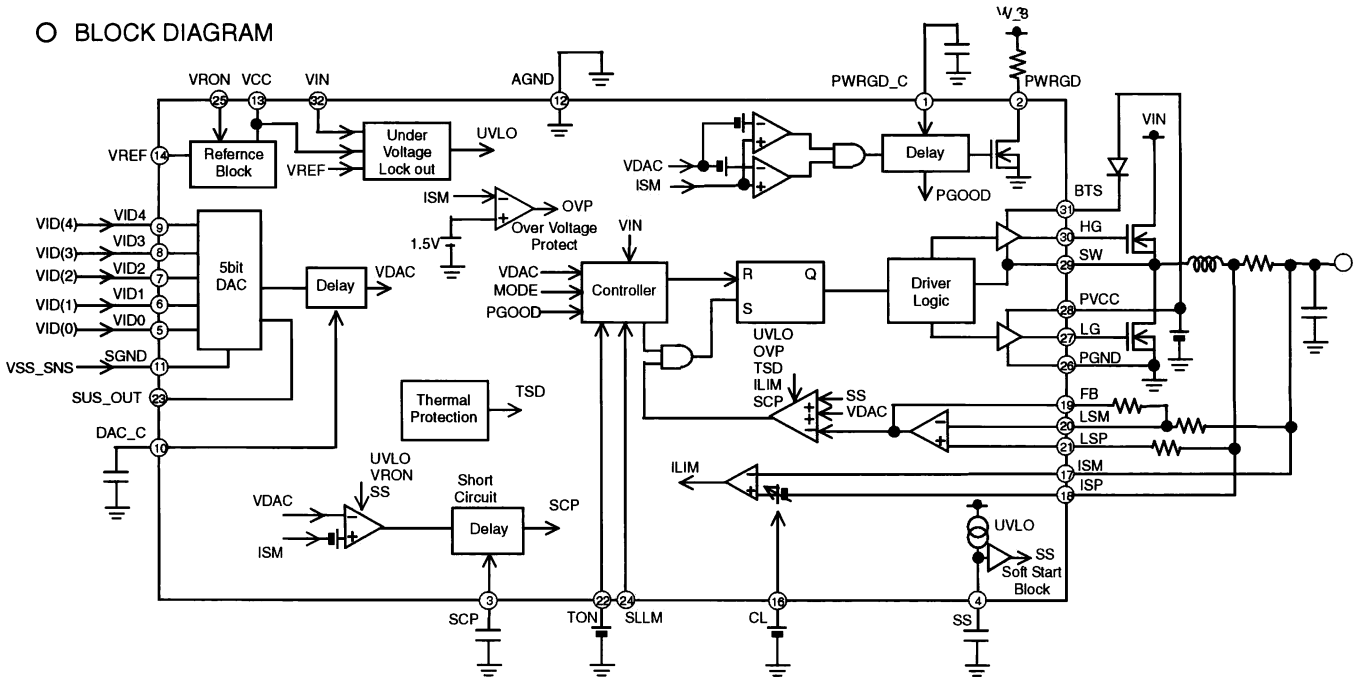 BLOCK DIAGRAM
VRON VCC VIN AGND PWRGD_C PWRGD
25 13 32 12 1 2
VREF 14
Refernce
Block
Under
Voltage
Lock out
UVLO
VREF
VDAC
ISM
Delay
PGOOD
VIN
BTS
31
HG
30
SW
29
PVCC
28
LG
27
PGND
26
ISM
OVP
Over Voltage
Protect
1.5V
VID(4) VID4 9
VID(3) VID3 8
VID(2) VID2 7
VID(1) VID1 6
VID(0) VID0 5
VSS_SNS SGND 11
SUS_OUT 23
DAC_C 10
5bit
DAC
Delay
VDAC
VIN
VDAC
MODE
PGOOD
Controller
R Q
S
Driver
Logic
UVLO
OVP
TSD
ILIM
SCP
SS
VDAC
Thermal
Protection
TSD
FB
19
LSM
20
LSP
21
ISM
17
ISP
18
ILIM
UVLO
VRON
SS
VDAC
ISM
Short
Circuit
Delay
SCP
UVLO
SS
Soft Start
Block
3 22 24 16 4
SCP TON SLLM CL SS